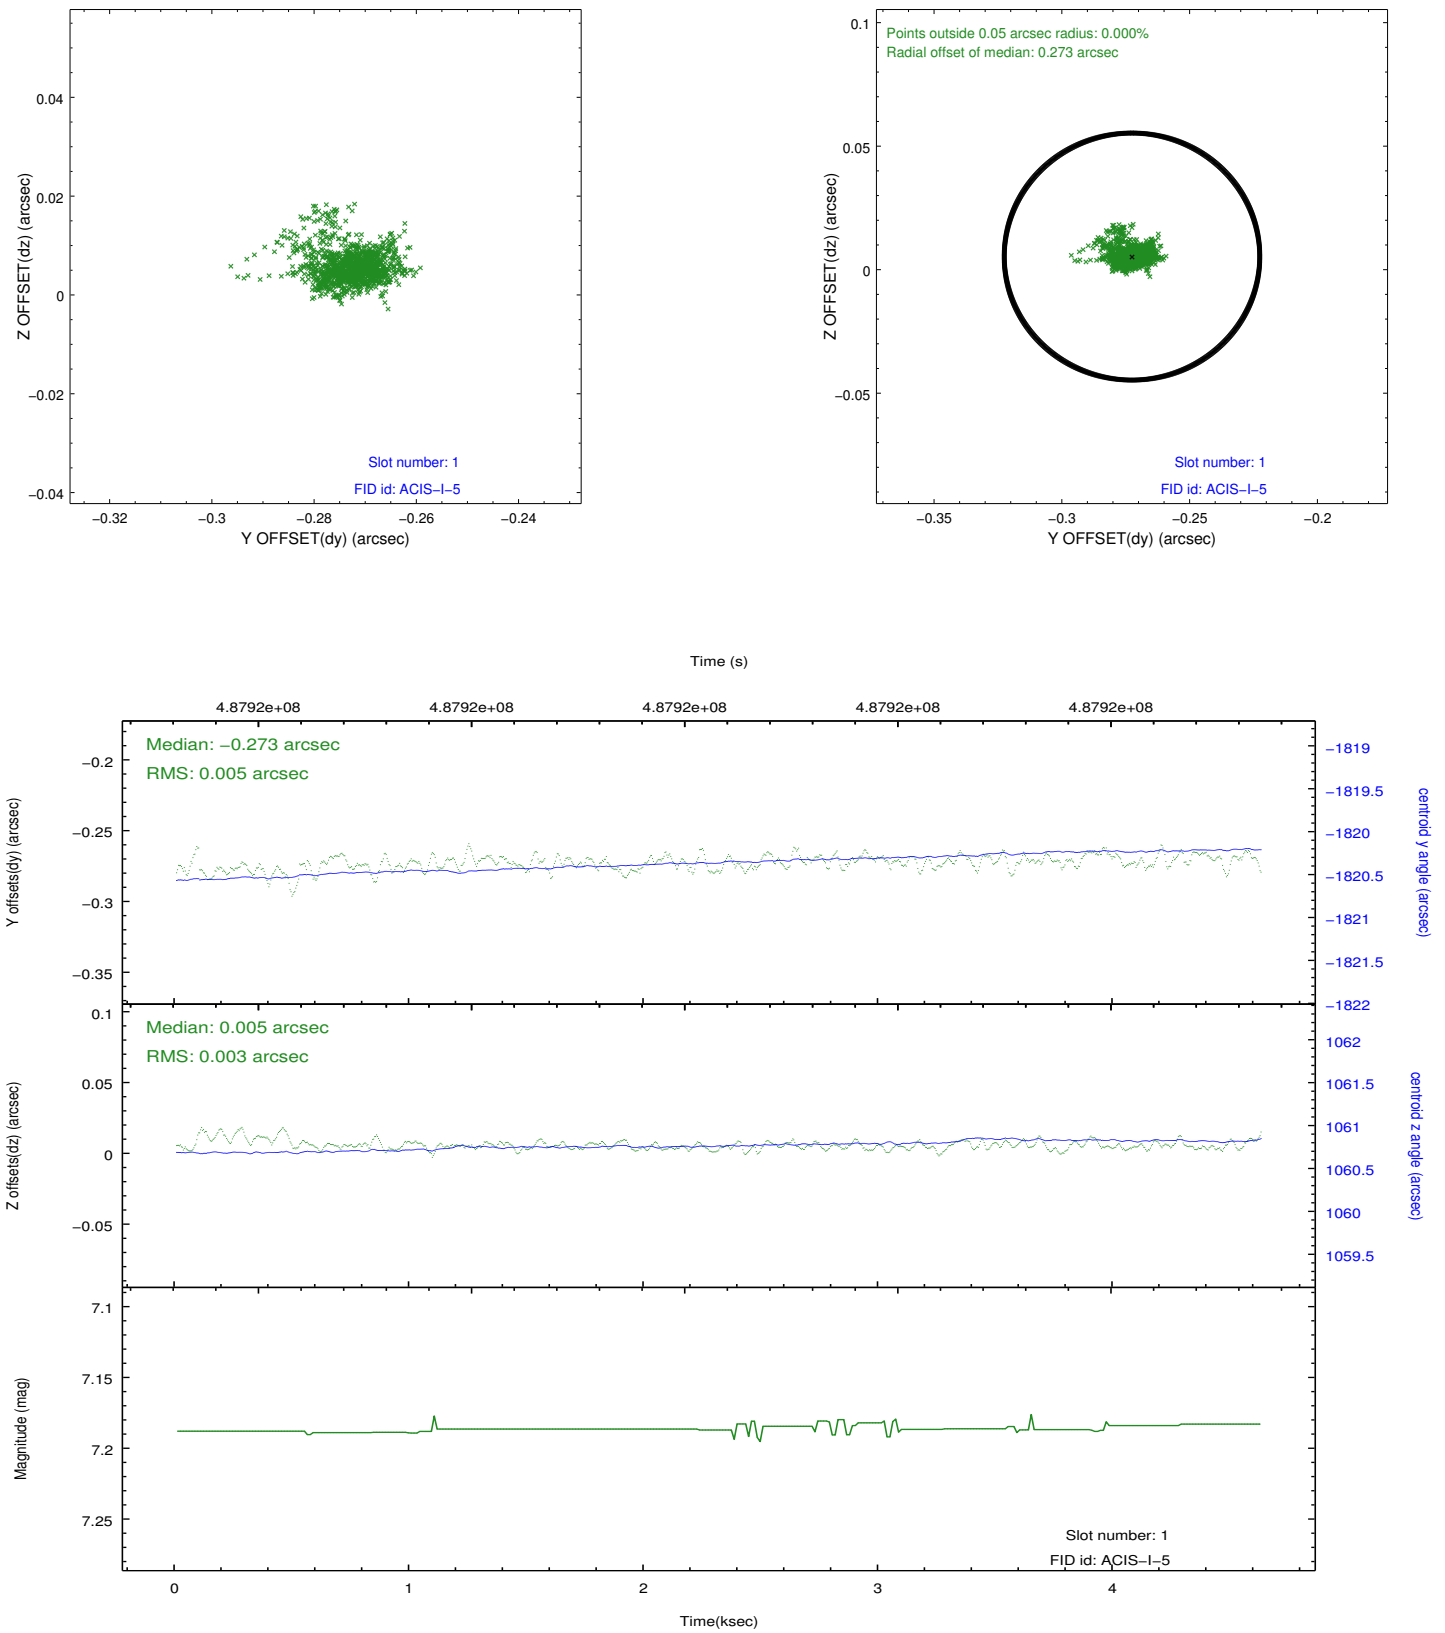 0.04
0.02
0
−0.02
−0.04
Z OFFSET(dz) (arcsec)
Slot number: 1
FID id: ACIS−I−5
−0.32
−0.3
−0.28
−0.26
−0.24
Y OFFSET(dy) (arcsec)
Points outside 0.05 arcsec radius: 0.000%
Radial offset of median: 0.273 arcsec
0.1
0.05
0
−0.05
Z OFFSET(dz) (arcsec)
Slot number: 1
FID id: ACIS−I−5
−0.35
−0.3
−0.25
−0.2
Y OFFSET(dy) (arcsec)
Time (s)
4.8792e+08
4.8792e+08
4.8792e+08
4.8792e+08
4.8792e+08
Median: −0.273 arcsec
RMS: 0.005 arcsec
−0.2
−0.25
−0.3
−0.35
Y offsets(dy) (arcsec)
−1819
−1819.5
−1820
−1820.5
−1821
−1821.5
−1822
centroid y angle (arcsec)
Median: 0.005 arcsec
RMS: 0.003 arcsec
0.1
0.05
0
−0.05
Z offsets(dz) (arcsec)
1062
1061.5
1061
1060.5
1060
1059.5
centroid z angle (arcsec)
7.1
7.15
7.2
7.25
Magnitude (mag)
Slot number: 1
FID id: ACIS−I−5
0
1
2
3
4
Time(ksec)